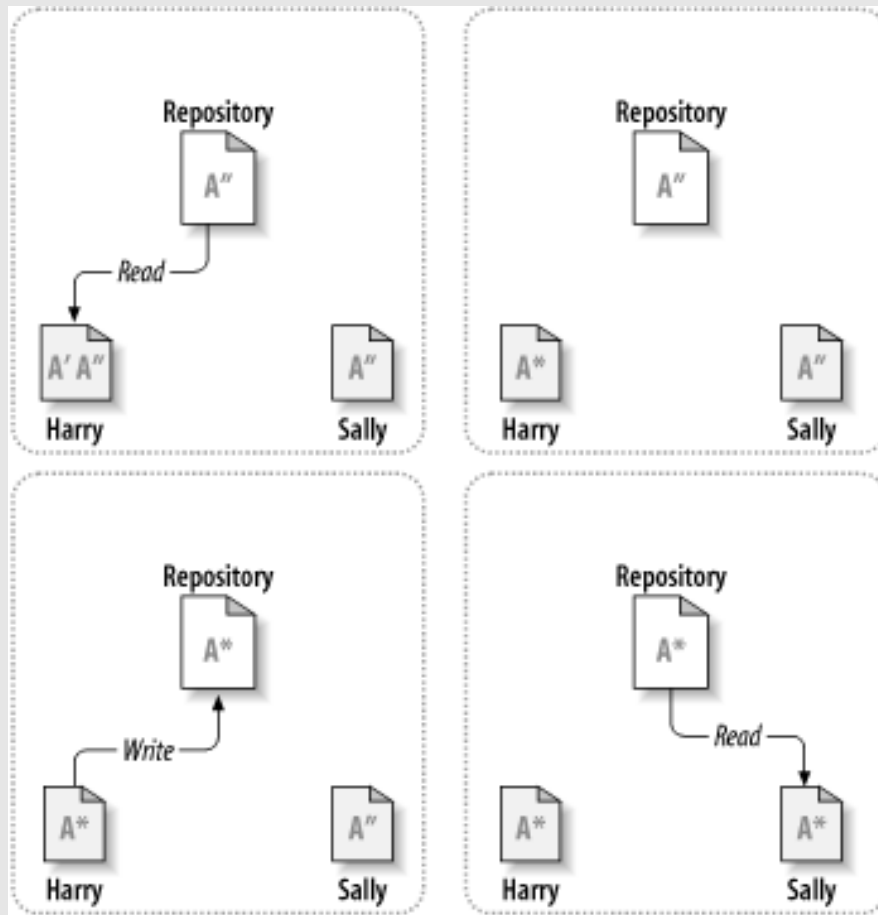 Repository
A″
Read
A′ A″
A″
Harry
Sally
Repository
A″
A*
A″
Harry
Sally
Repository
A*
Write
A*
A″
Harry
Sally
Repository
A*
Read
A*
A*
Harry
Sally